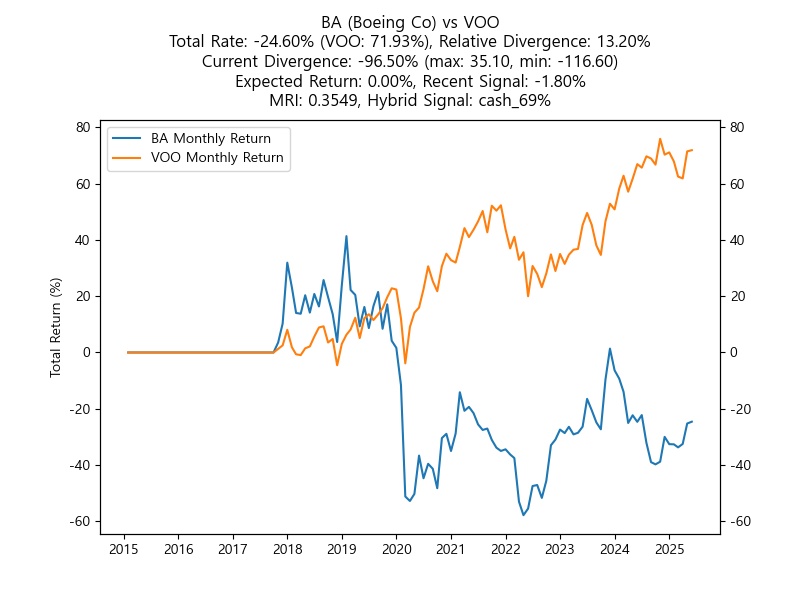 BA (Boeing Co) vs VOO
Total Rate: -24.60% (VOO: 71.93%), Relative Divergence: 13.20%
Current Divergence: -96.50% (max: 35.10, min: -116.60)
Expected Return: 0.00%, Recent Signal: -1.80%
MRI: 0.3549, Hybrid Signal: cash_69%
BA Monthly Return
VOO Monthly Return
Total Return (%)
80 80
60 60
40 40
20 20
0 0
-20 -20
-40 -40
-60 -60
2015 2016 2017 2018 2019 2020 2021 2022 2023 2024 2025